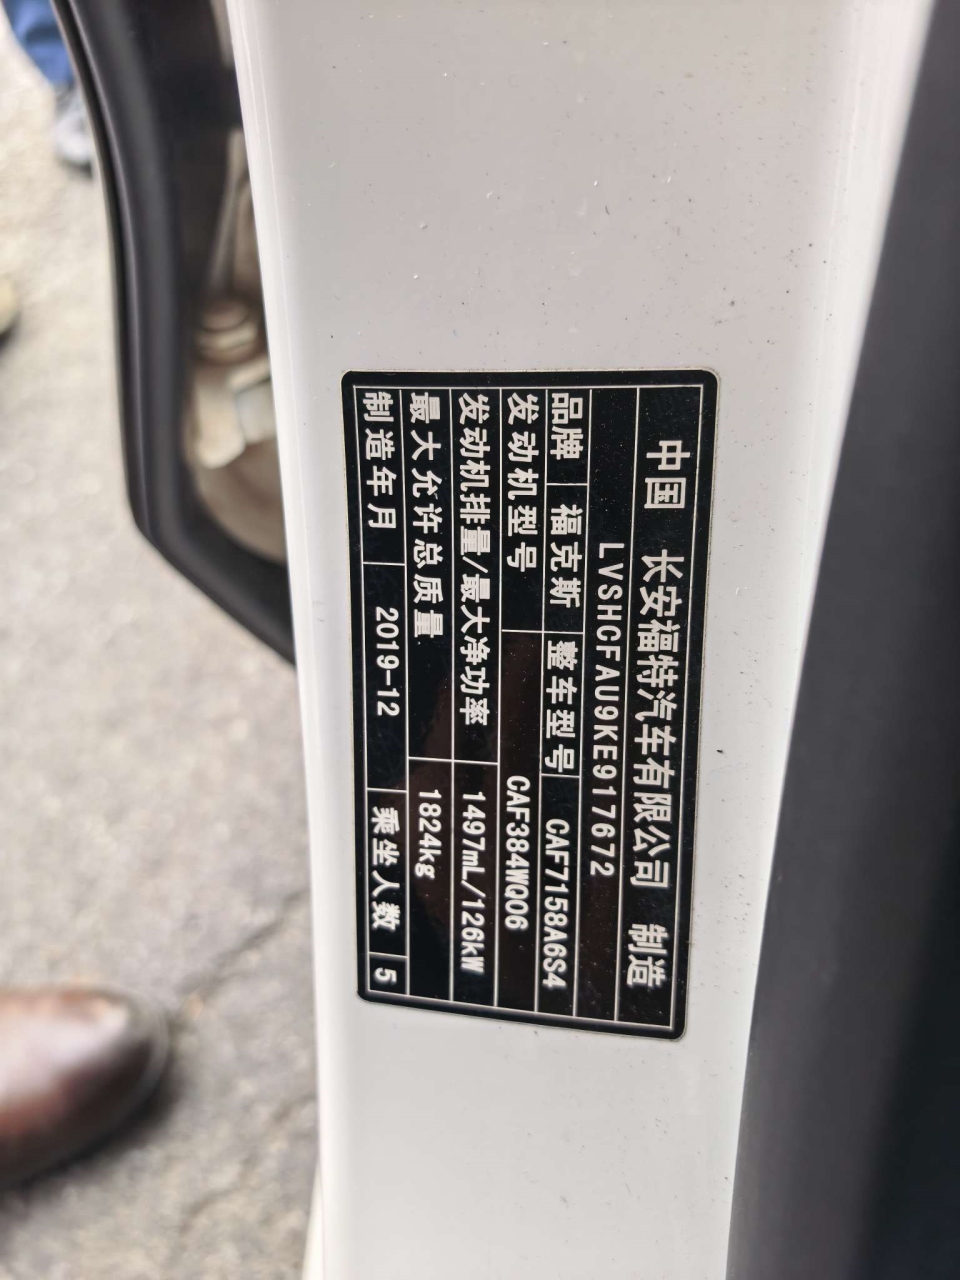 中国 长安福特汽车有限公司 制造
LVSHCFAU9KE917672
品牌 福克斯 整车型号 CAF7158A6S4
发动机型号 CAF384WQ06
发动机排量/最大净功率 1497mL/126kW
最大允许总质量 1824kg
制造年月 2019-12 乘坐人数 5